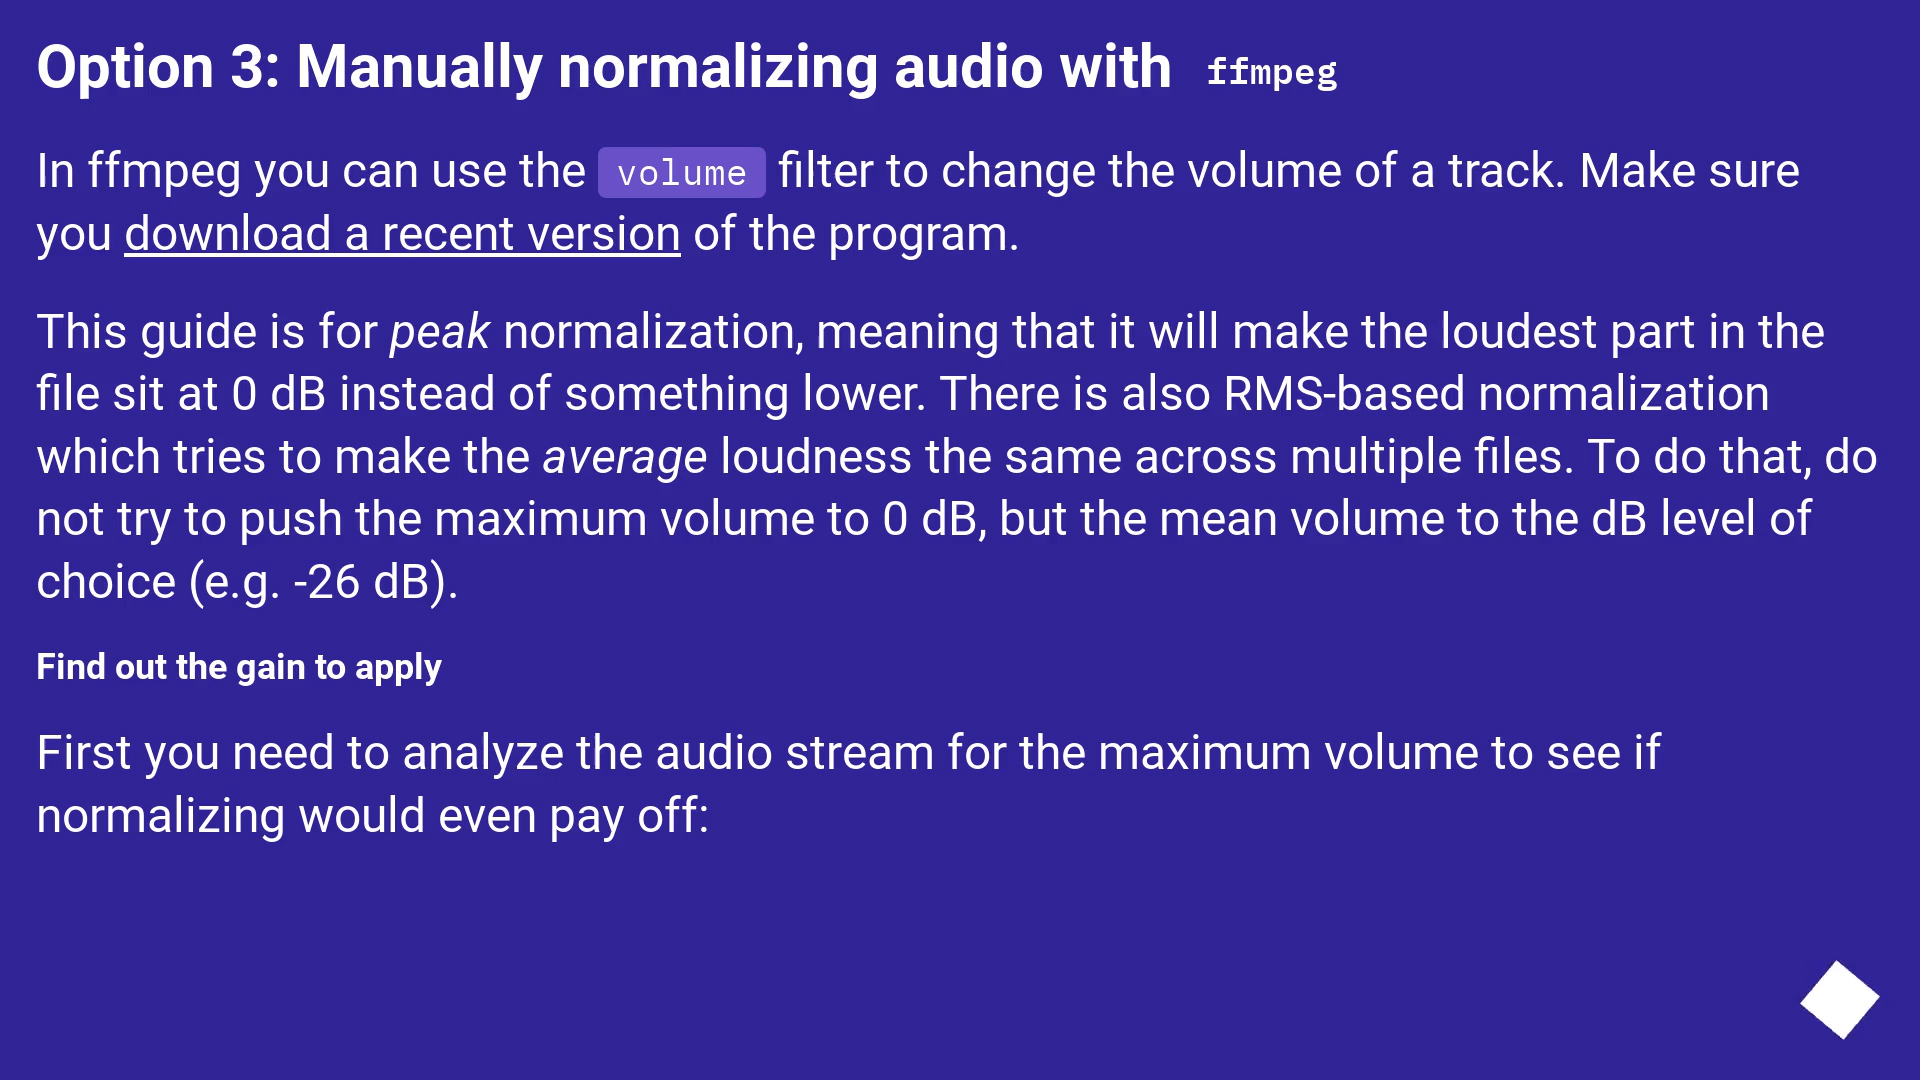 Option 3: Manually normalizing audio with ffmpeg
In ffmpeg you can use the volume filter to change the volume of a track. Make sure
you download a recent version of the program.
This guide is for peak normalization, meaning that it will make the loudest part in the
file sit at 0 dB instead of something lower. There is also RMS-based normalization
which tries to make the average loudness the same across multiple files. To do that, do
not try to push the maximum volume to 0 dB, but the mean volume to the dB level of
choice (e.g. -26 dB).
Find out the gain to apply
First you need to analyze the audio stream for the maximum volume to see if
normalizing would even pay off: